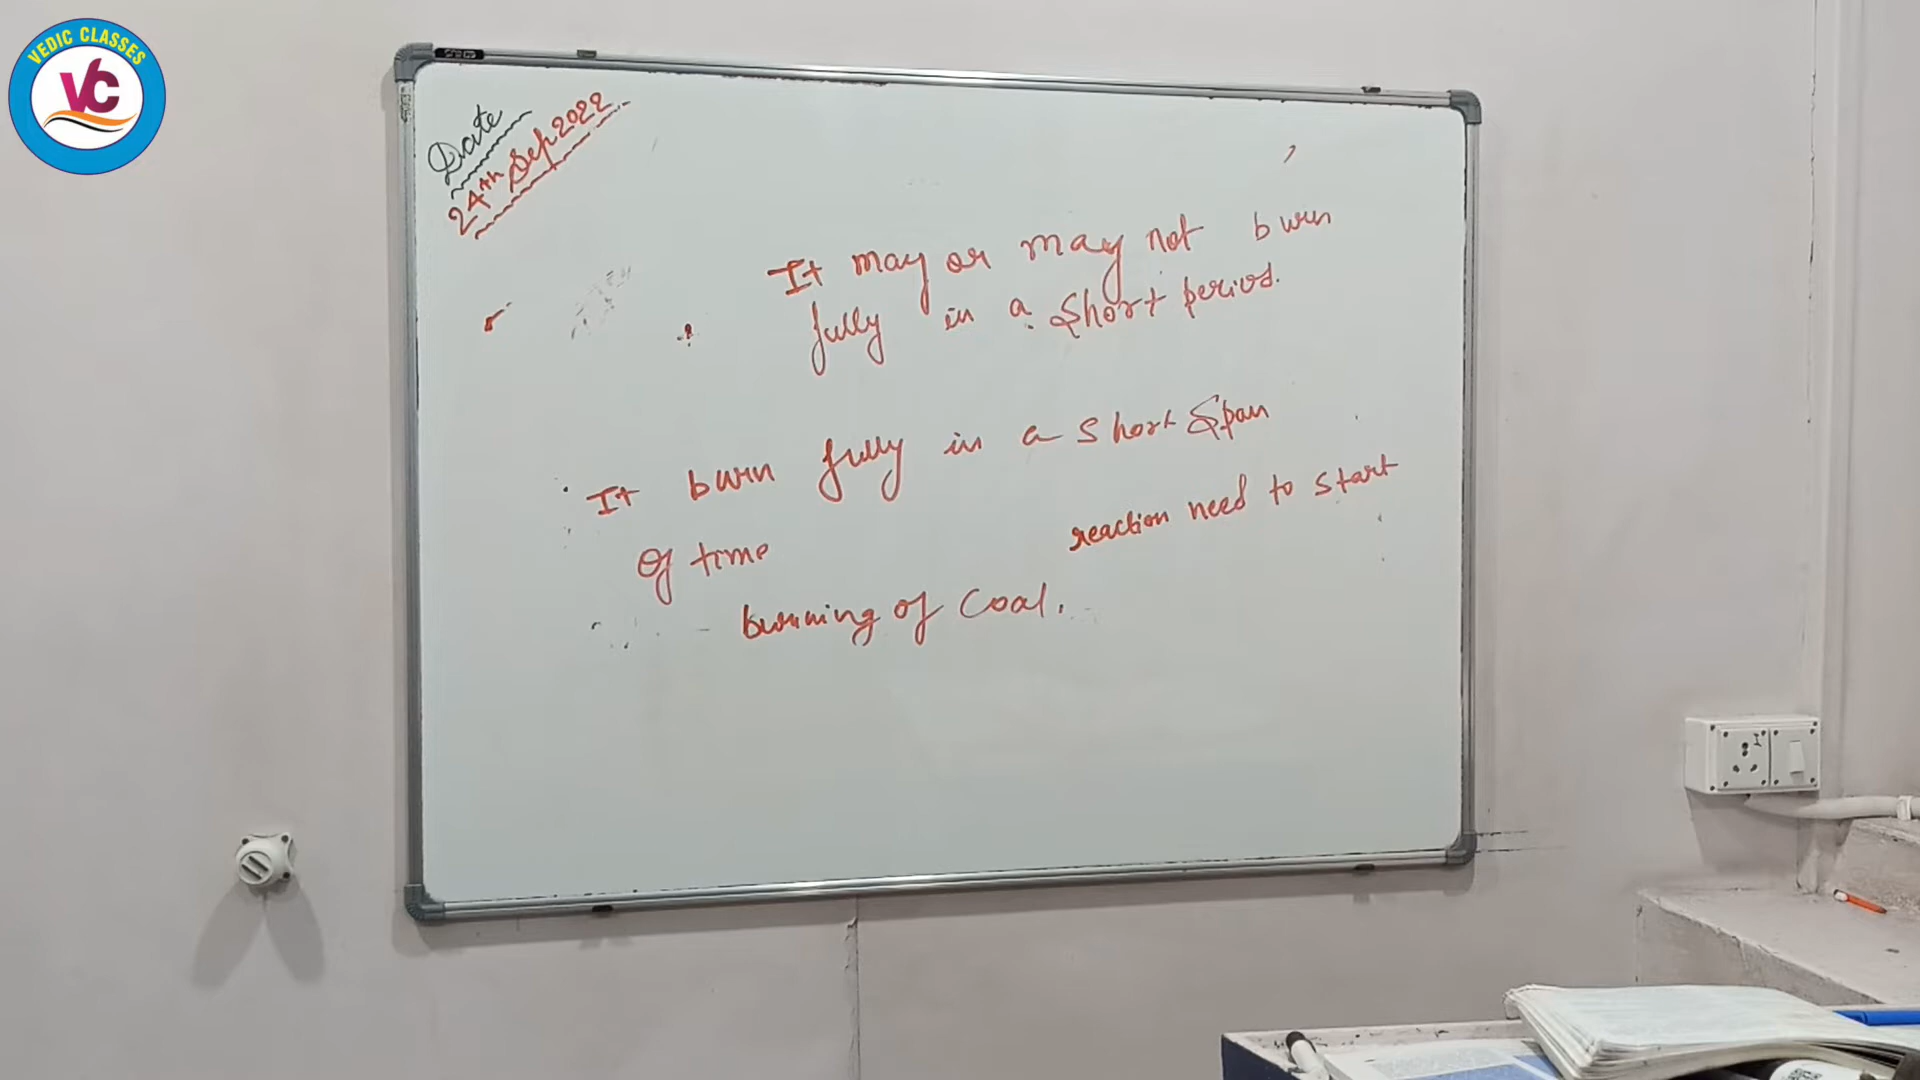 VEDIC CLASSES
VC
Date
24th Sep 2022
It may or may not burn
fully in a short period.
It burn fully in a short span
of time
reaction need to start
burning of coal.